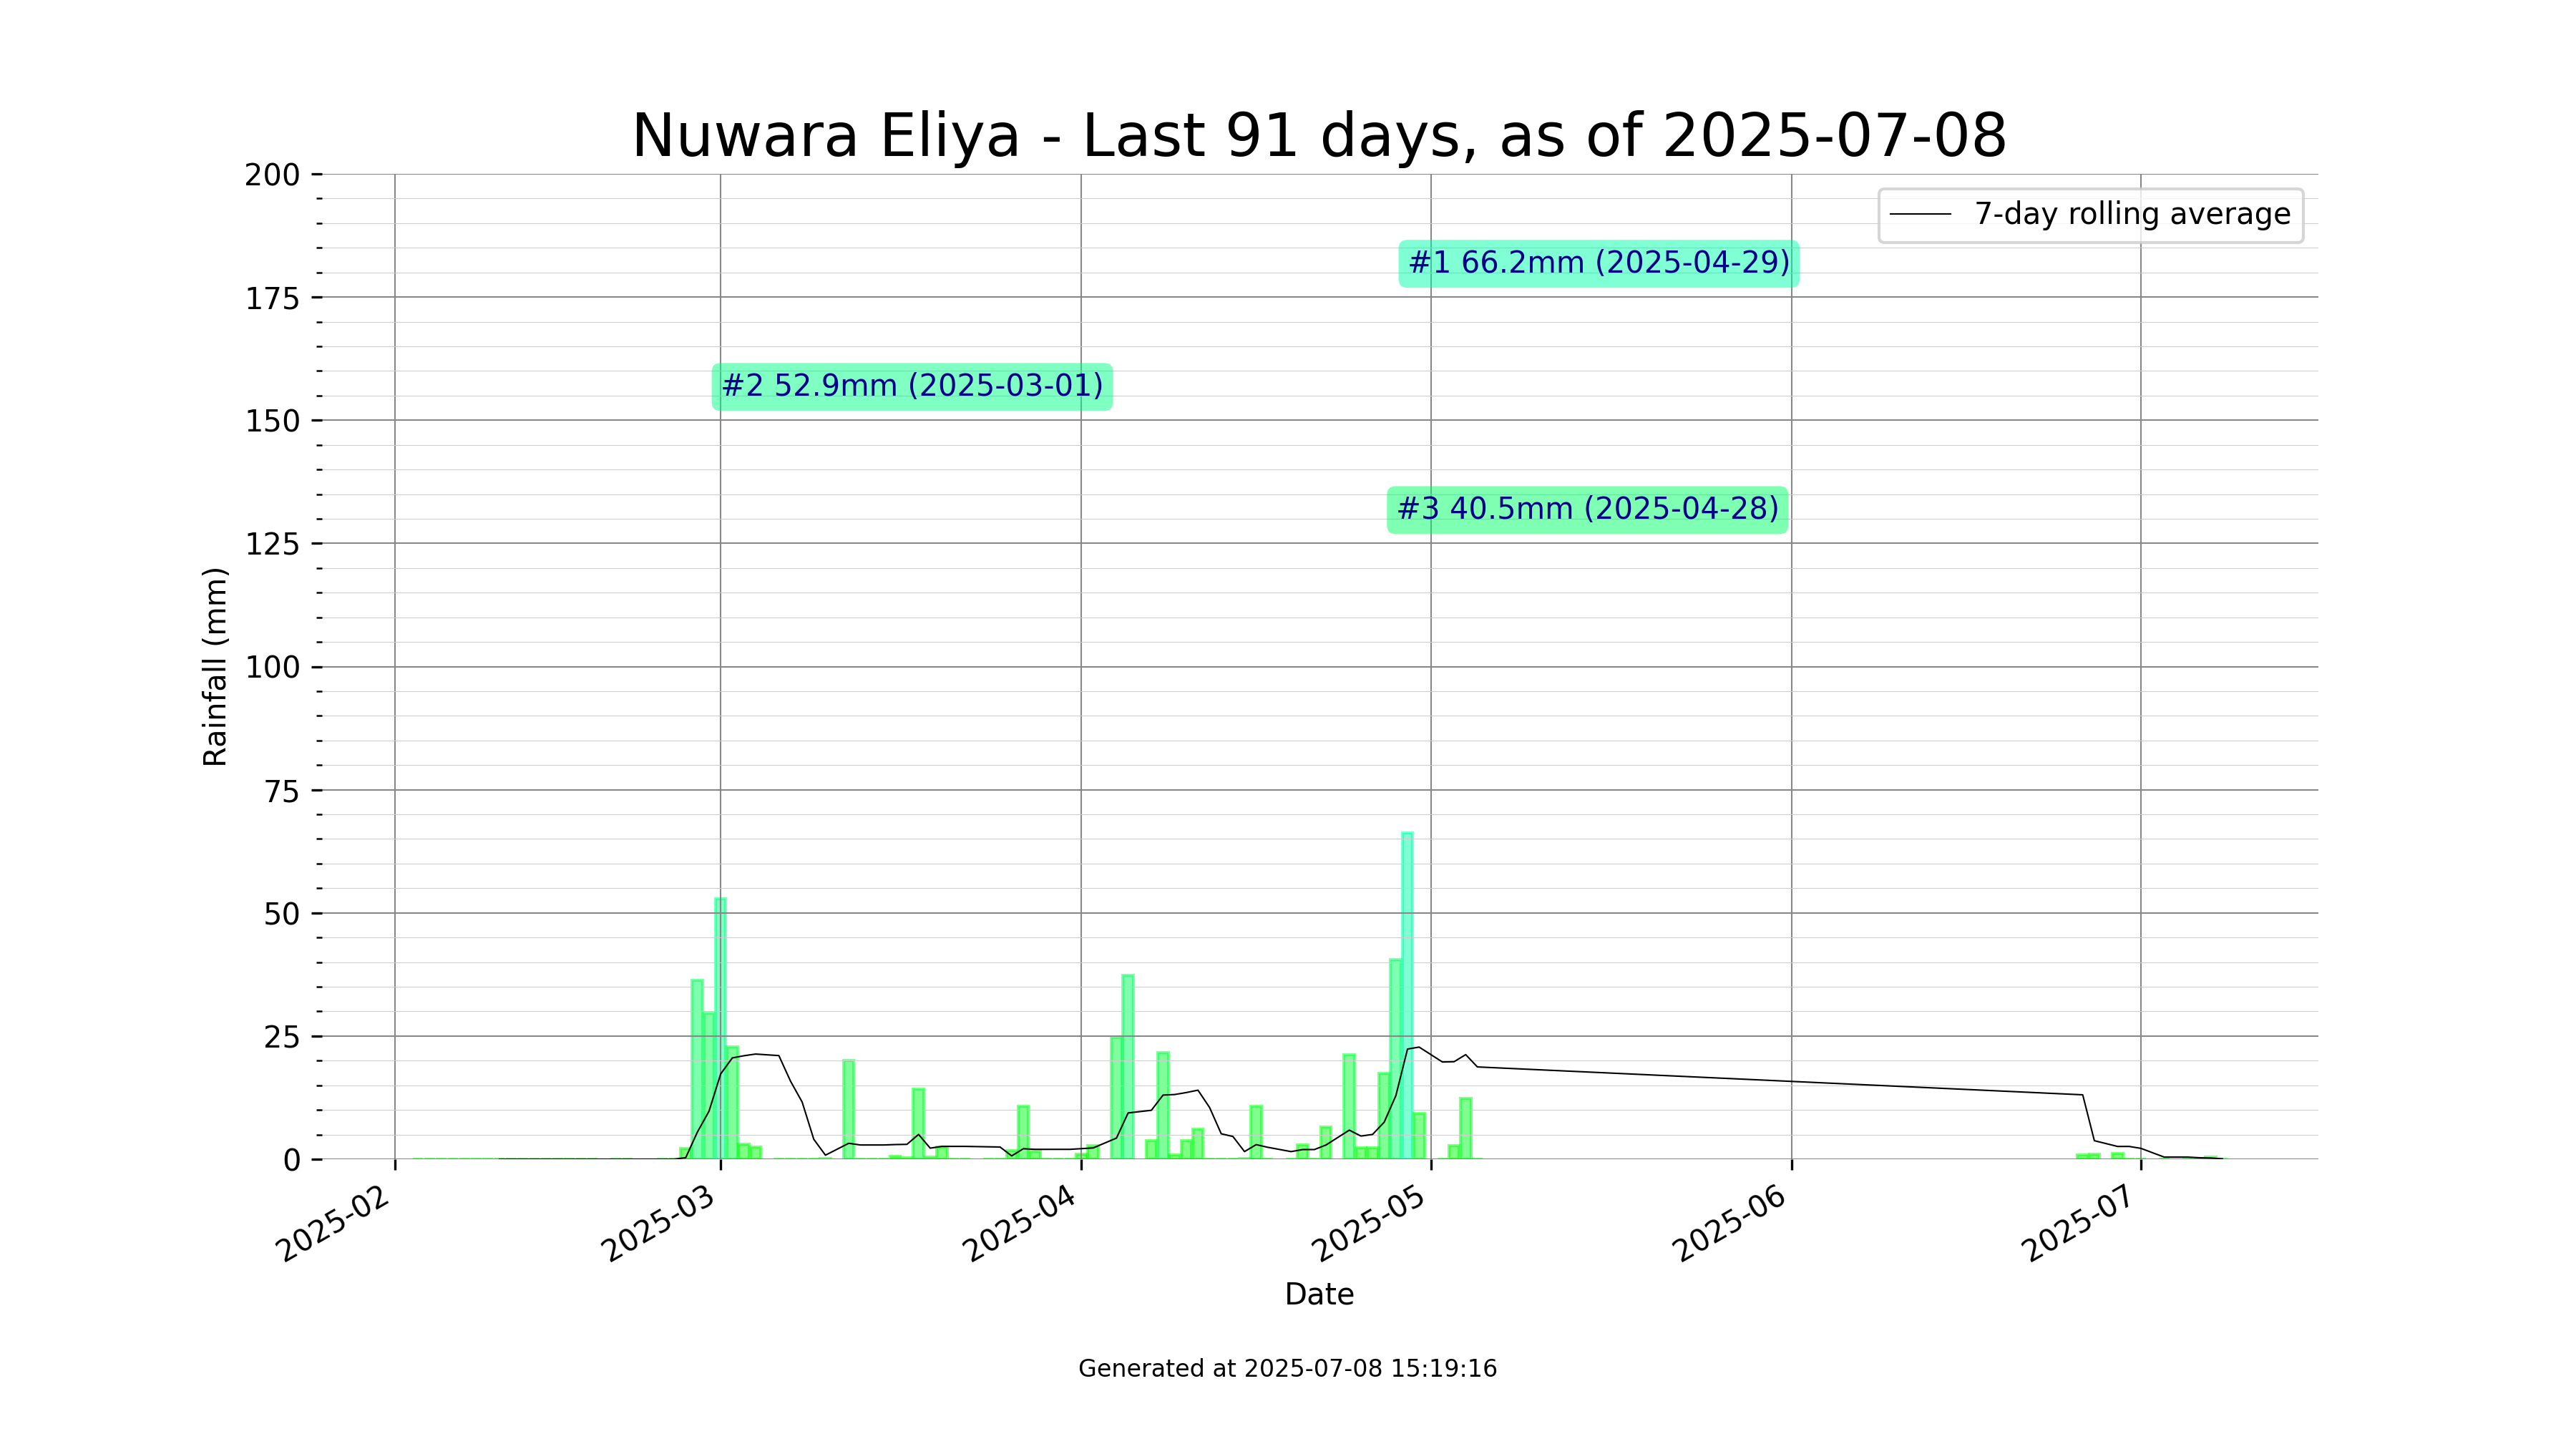 Nuwara Eliya - Last 91 days, as of 2025-07-08
200
175
150
125
100
75
50
25
0
Rainfall (mm)
7-day rolling average
#1 66.2mm (2025-04-29)
#2 52.9mm (2025-03-01)
#3 40.5mm (2025-04-28)
2025-02
2025-03
2025-04
2025-05
2025-06
2025-07
Date
Generated at 2025-07-08 15:19:16